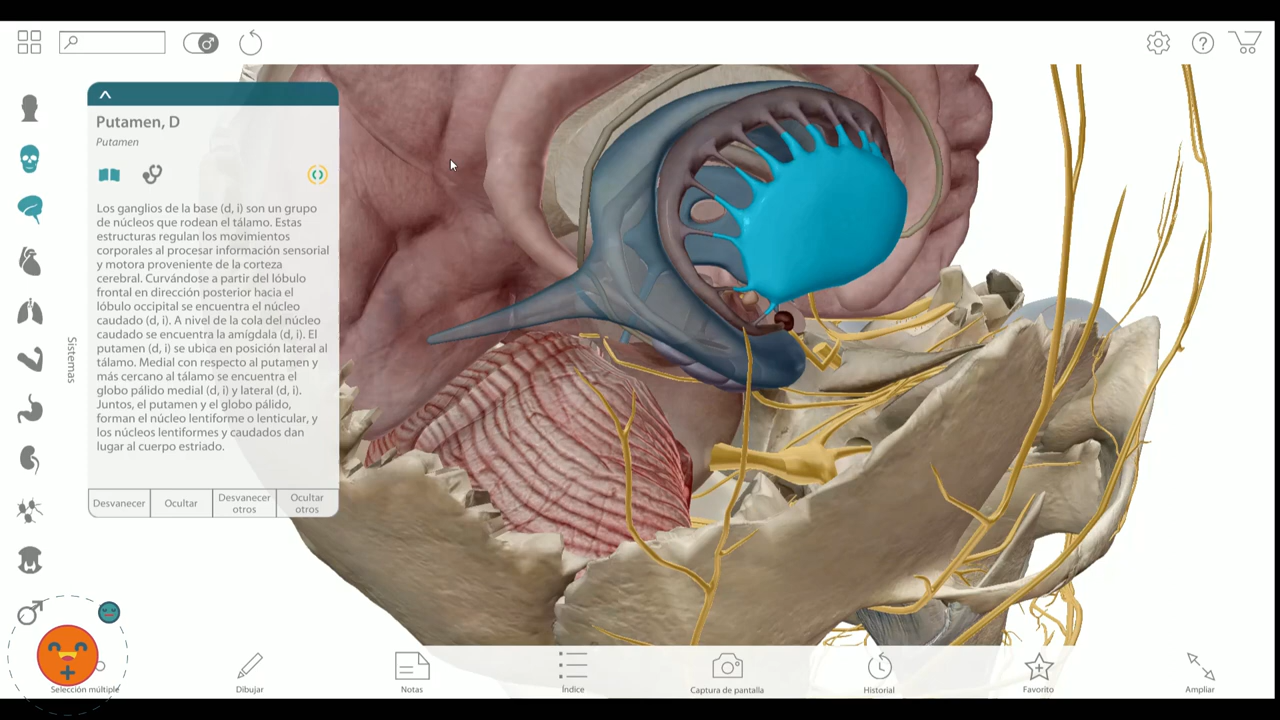 Putamen, D
Putamen
Los ganglios de la base (d, i) son un grupo
de núcleos que rodean el tálamo. Estas
estructuras regulan los movimientos
corporales al procesar información sensorial
y motora proveniente de la corteza
cerebral. Curvándose a partir del lóbulo
frontal en dirección posterior hacia el
lóbulo occipital se encuentra el núcleo
caudado (d, i). A nivel de la cola del núcleo
caudado se encuentra la amígdala (d, i). El
putamen (d, i) se ubica en posición lateral al
tálamo. Medial con respecto al putamen y
más cercano al tálamo se encuentra el
globo pálido medial (d, i) y lateral (d, i).
Juntos, el putamen y el globo pálido,
forman el núcleo lentiforme o lenticular, y
los núcleos lentiformes y caudados dan
lugar al cuerpo estriado.
Desvanecer
Ocultar
Desvanecer
otros
Ocultar
otros
Sistemas
Selección múltiple
Dibujar
Notas
Índice
Captura de pantalla
Historial
Favorito
Ampliar